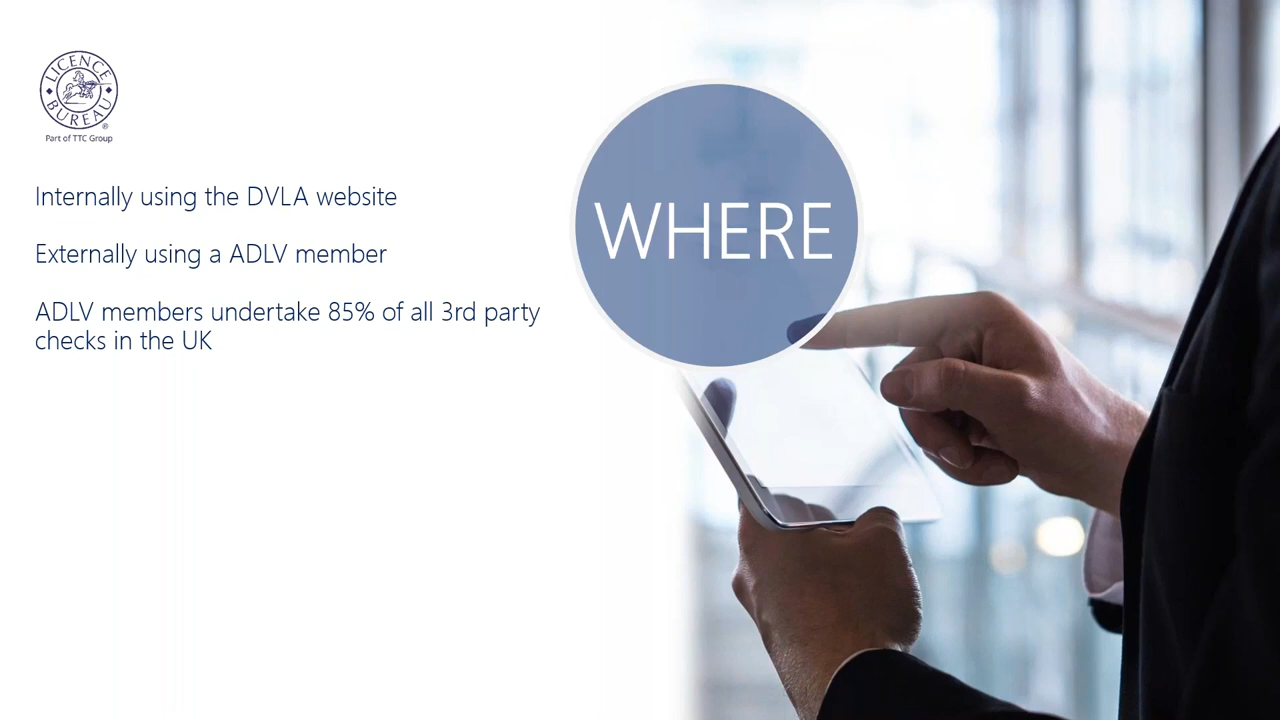 LICENCE
BUREAU
®
Part of TTC Group
Internally using the DVLA website
Externally using a ADLV member
ADLV members undertake 85% of all 3rd party
checks in the UK
WHERE